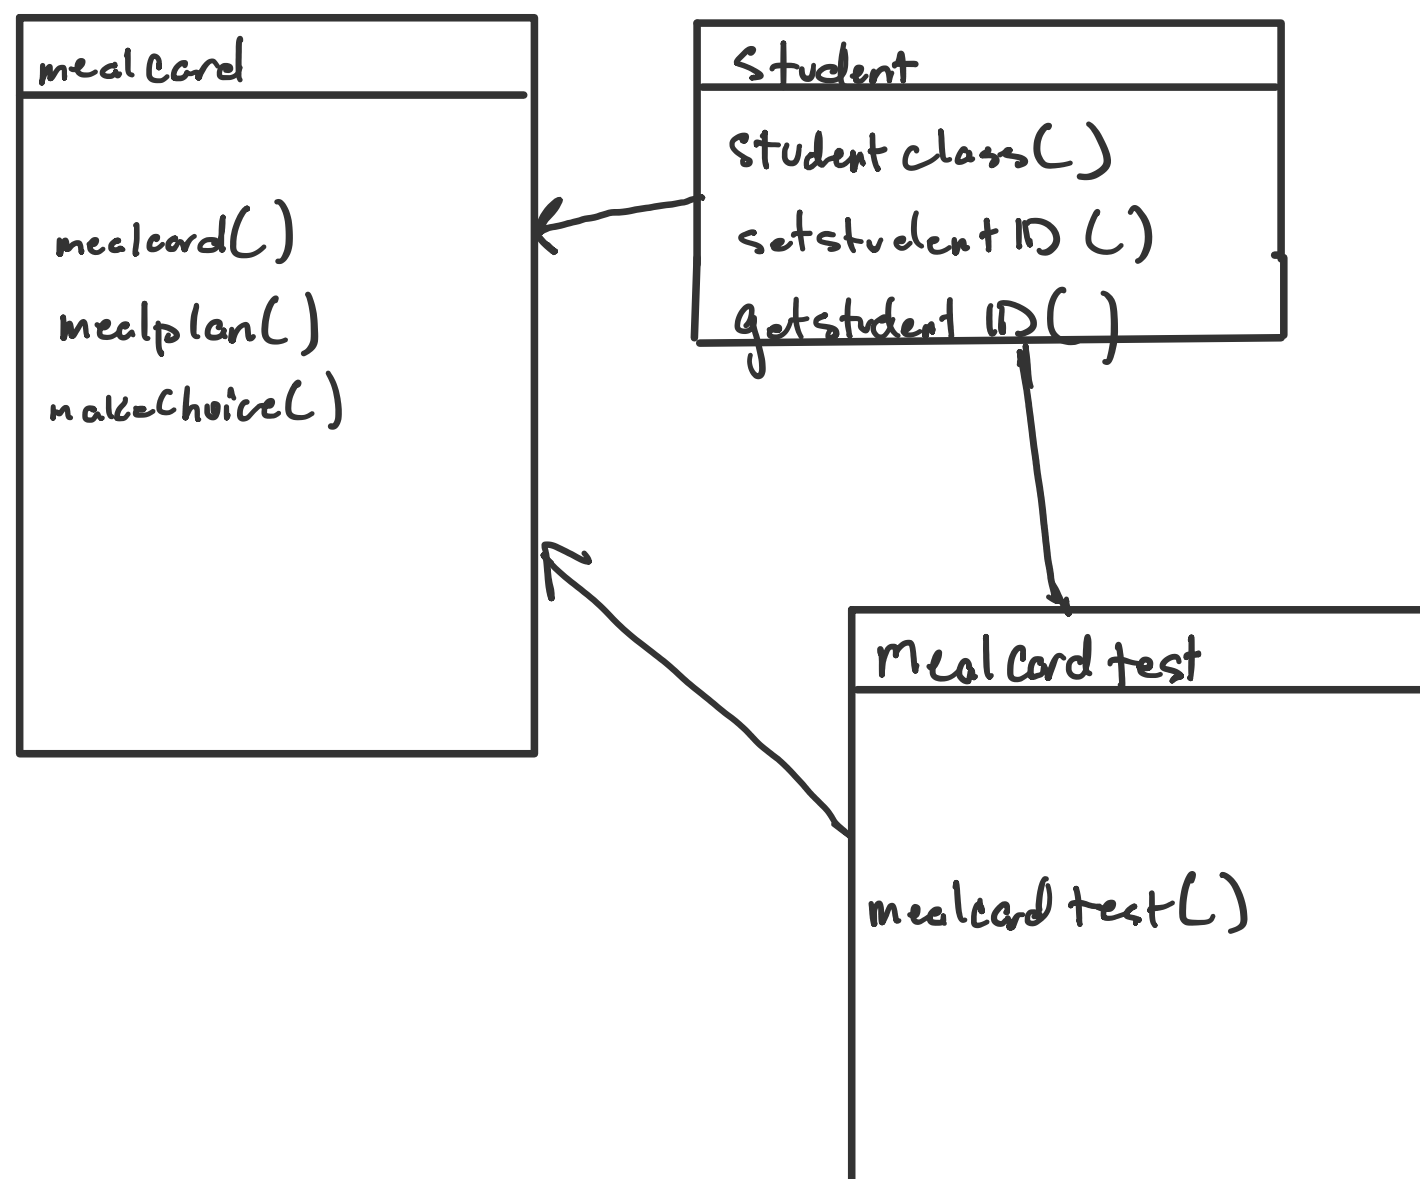 mealcard
mealcard()
mealplan()
makeChoice()
Student
Student class()
setstudent ID()
getstudent ID()
Mealcard test
mealcard test()